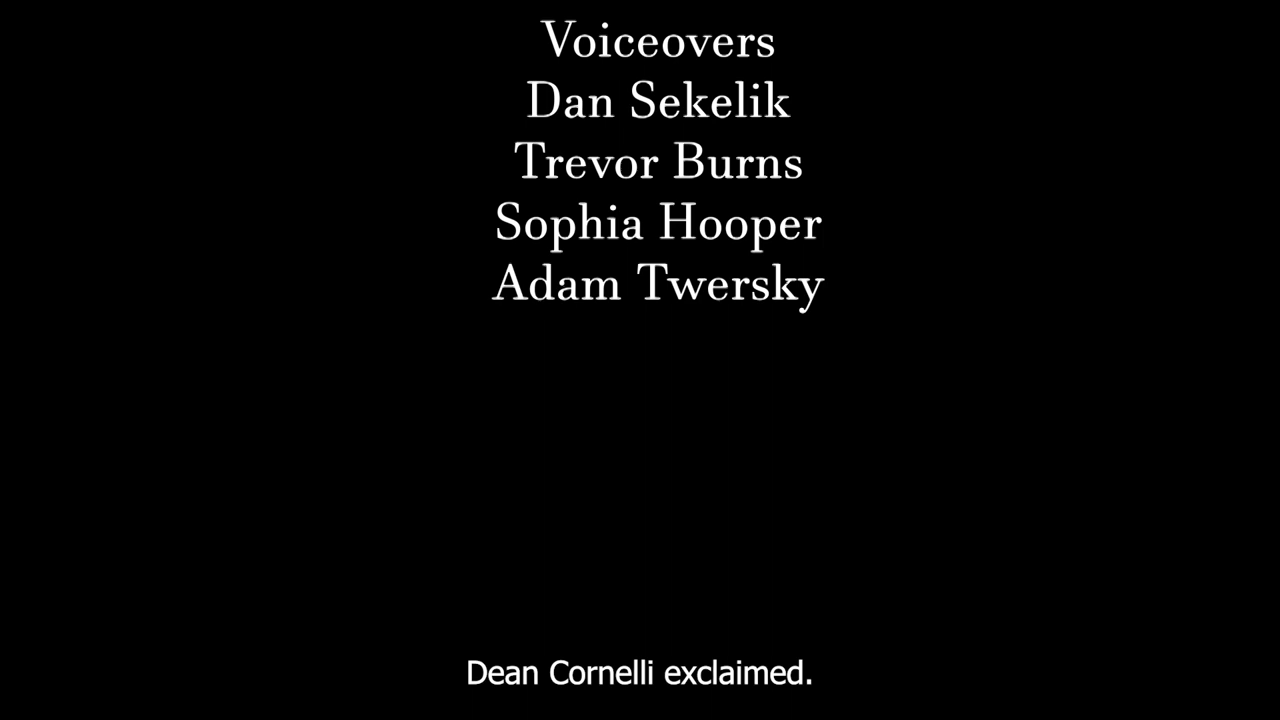 Voiceovers
Dan Sekelik
Trevor Burns
Sophia Hooper
Adam Twersky
Dean Cornelli exclaimed.